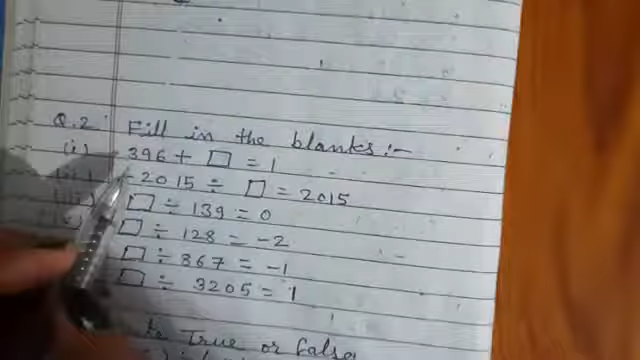 Q.2: Fill in the blanks:-
(i) -396 + □ = 1
-2015 ÷ □ = 2015
□ ÷ 139 = 0
□ ÷ 128 = -2
□ ÷ 367 = -1
□ ÷ 3205 = 1
True or false